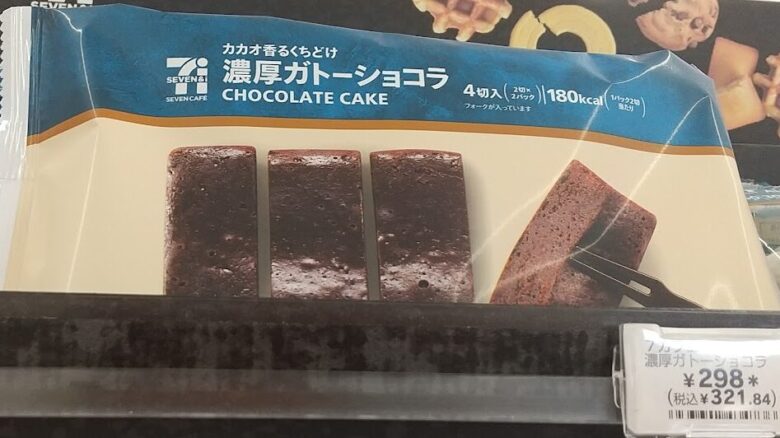 SEVEN&i
SEVEN CAFÉ
カカオ香るくちどけ
濃厚ガトーショコラ
CHOCOLATE CAKE
4切入(2切×2パック) 180kcal(1パック2切当たり)
フォークが入っています
濃厚ガトーショコラ
¥298*
(税込¥321.84)